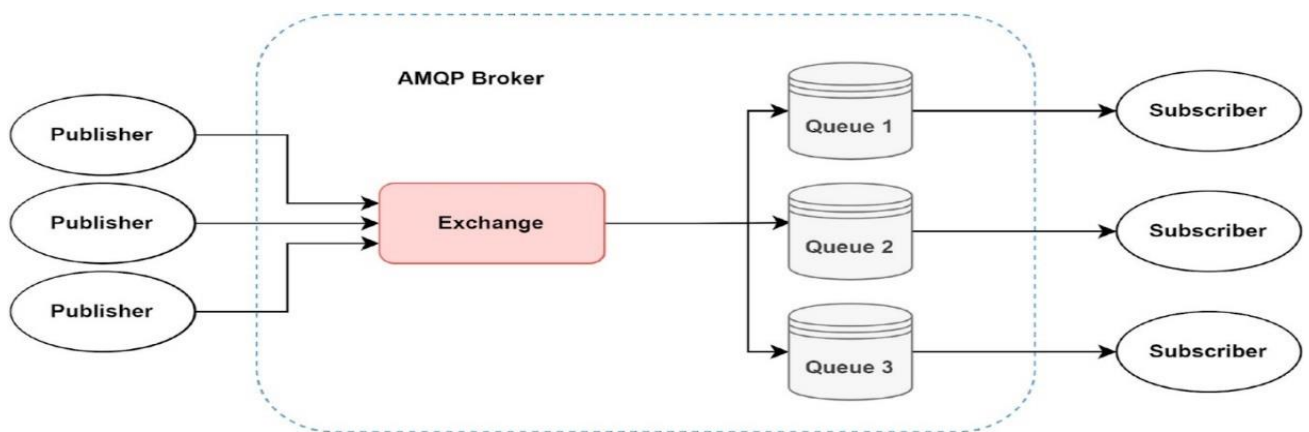 AMQP Broker
Publisher
Publisher
Publisher
Exchange
Queue 1
Queue 2
Queue 3
Subscriber
Subscriber
Subscriber